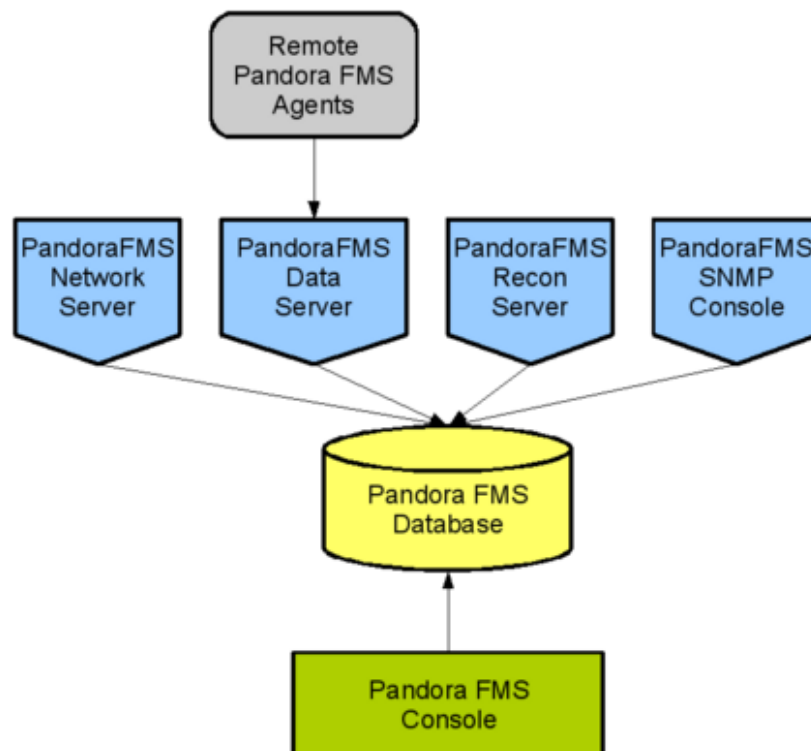 Remote
Pandora FMS
Agents
PandoraFMS
Network
Server
PandoraFMS
Data
Server
PandoraFMS
Recon
Server
PandoraFMS
SNMP
Console
Pandora FMS
Database
Pandora FMS
Console